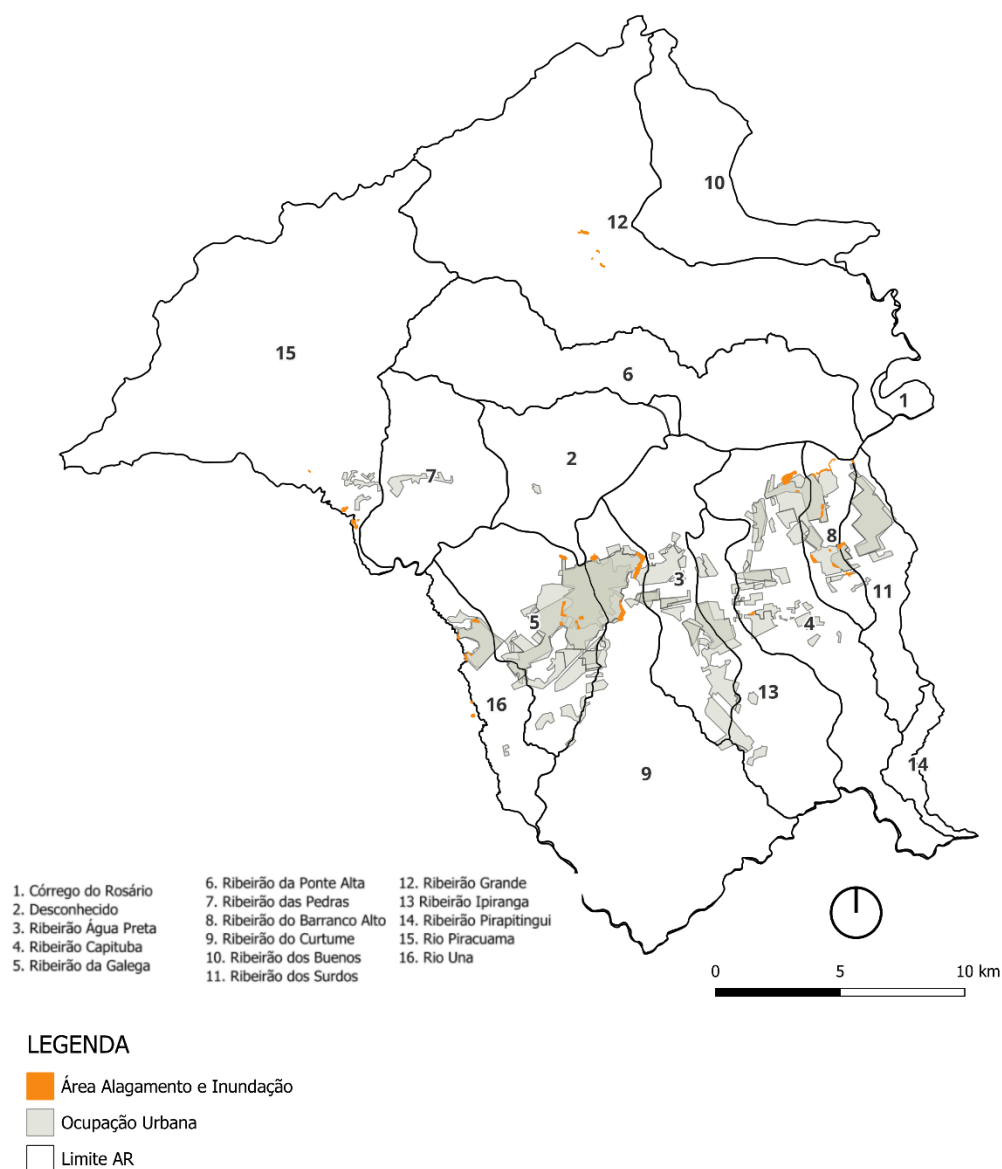 10
12
15
6
1
7
2
8
3
11
5
4
16
13
9
14
1. Córrego do Rosário
2. Desconhecido
3. Ribeirão Água Preta
4. Ribeirão Capituba
5. Ribeirão da Galega
6. Ribeirão da Ponte Alta
7. Ribeirão das Pedras
8. Ribeirão do Barranco Alto
9. Ribeirão do Curtume
10. Ribeirão dos Buenos
11. Ribeirão dos Surdos
12. Ribeirão Grande
13 Ribeirão Ipiranga
14. Ribeirão Pirapitingui
15. Rio Piracuama
16. Rio Una
0 5 10 km
LEGENDA
Área Alagamento e Inundação
Ocupação Urbana
Limite AR